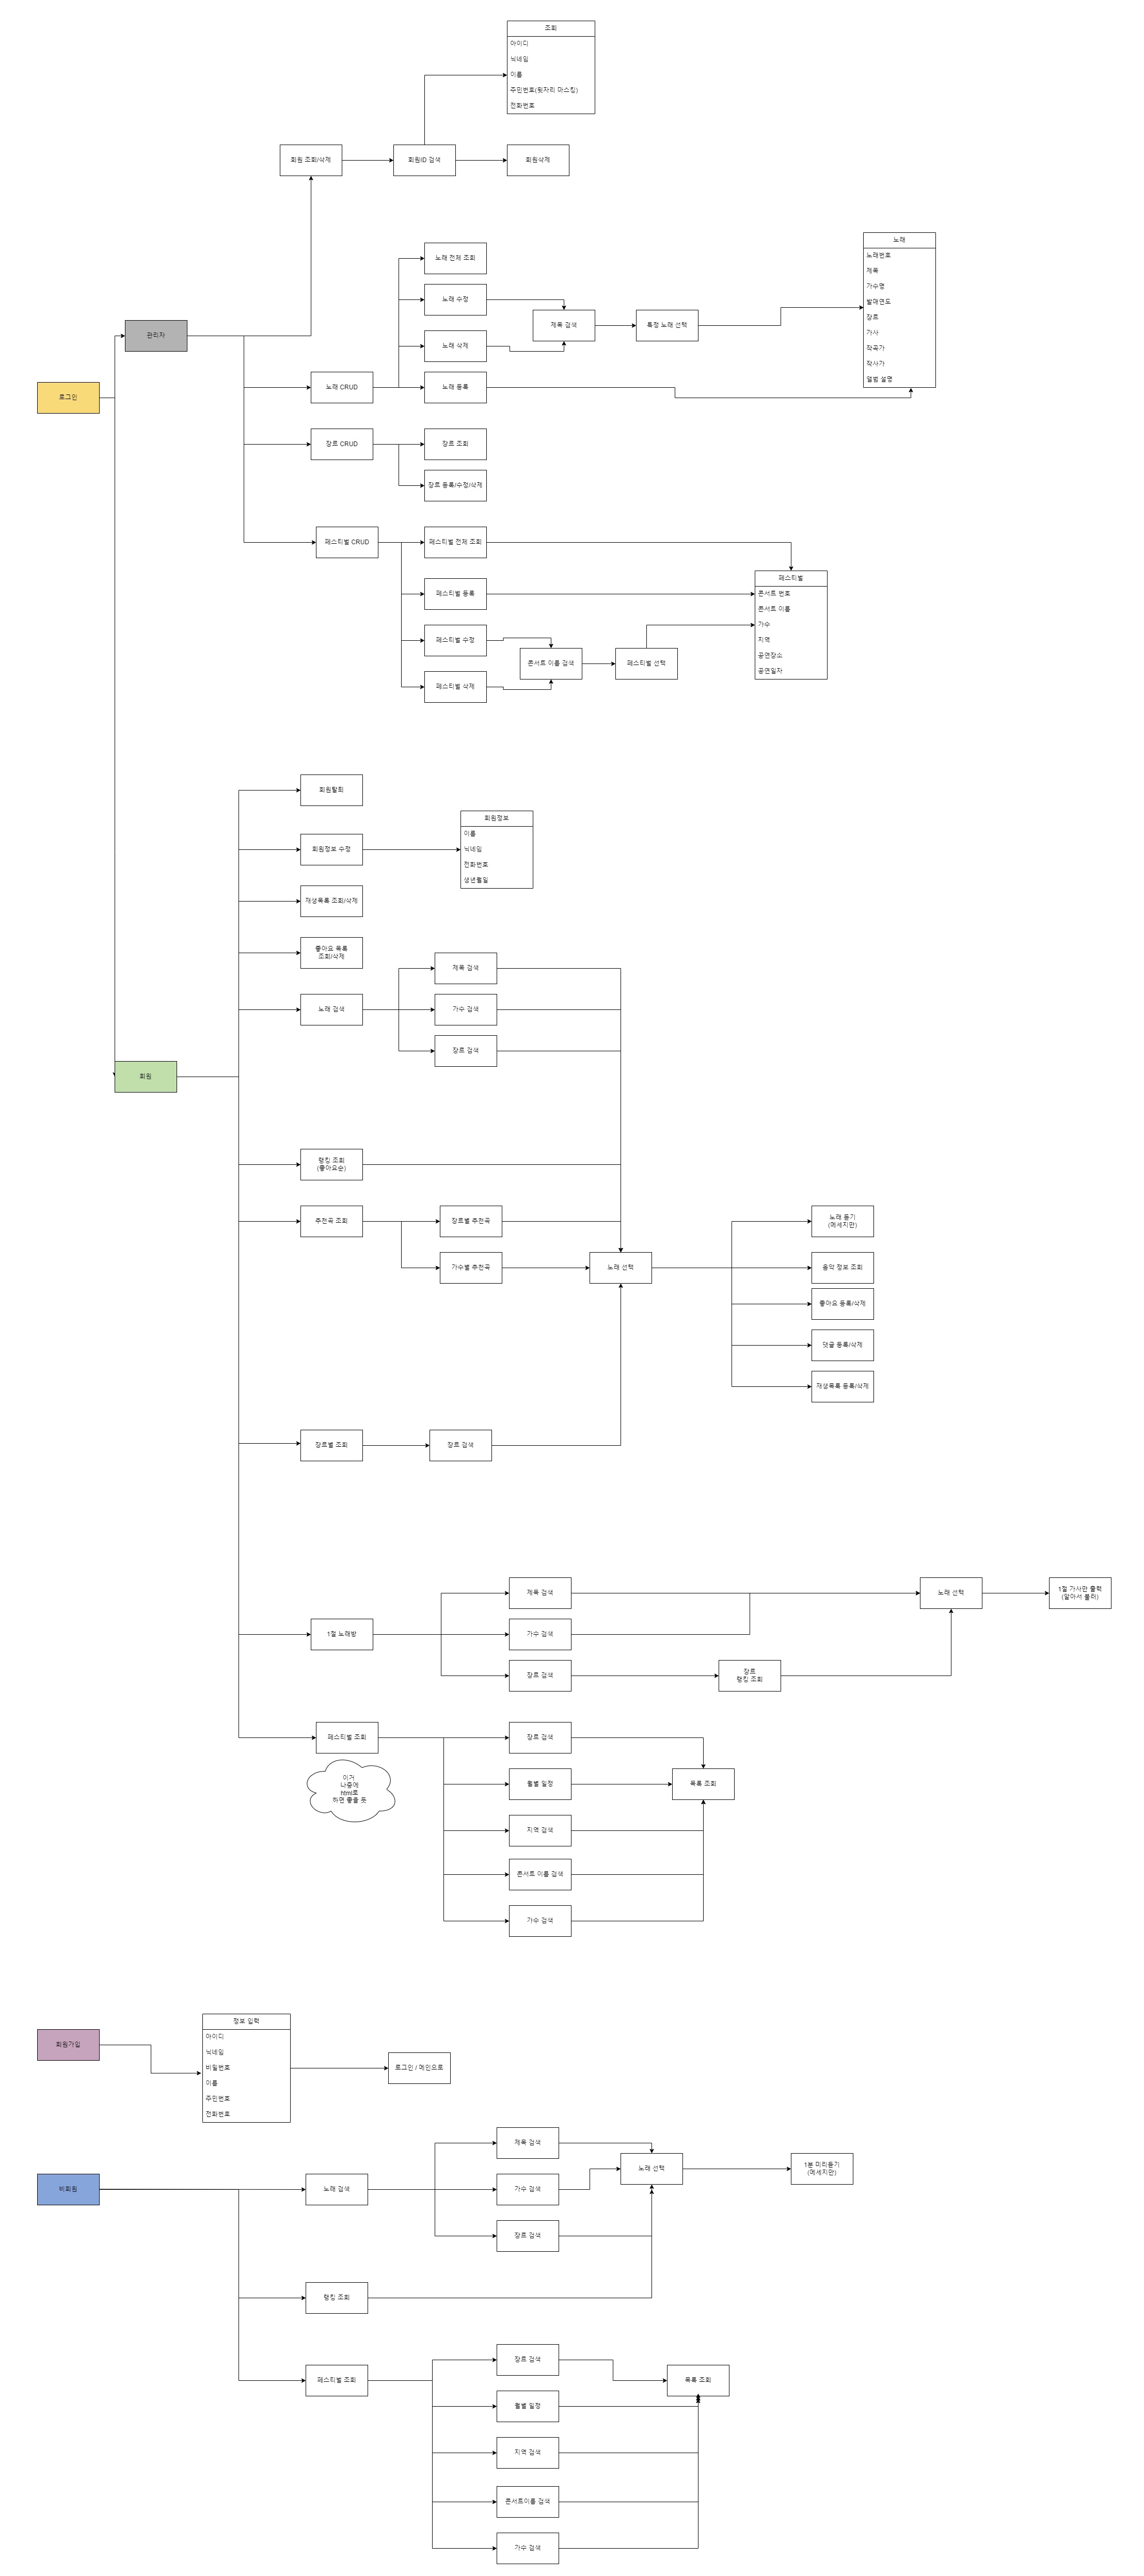 조회
아이디
닉네임
이름
주민번호(뒷자리 마스킹)
전화번호
회원 조회/삭제
회원ID 검색
회원삭제
노래
노래번호
제목
가수명
발매연도
장르
가사
작곡가
작사가
앨범 설명
노래 전체 조회
노래 수정
제목 검색
특정 노래 선택
관리자
노래 삭제
로그인
노래 CRUD
노래 등록
장르 CRUD
장르 조회
장르 등록/수정/삭제
페스티벌 CRUD
페스티벌 전체 조회
페스티벌
콘서트 번호
콘서트 이름
가수
지역
공연장소
공연일자
페스티벌 등록
페스티벌 수정
콘서트 이름 검색
페스티벌 선택
페스티벌 삭제
회원탈퇴
회원정보
이름
닉네임
전화번호
생년월일
회원정보 수정
재생목록 조회/삭제
좋아요 목록
조회/삭제
제목 검색
노래 검색
가수 검색
장르 검색
회원
랭킹 조회
(좋아요순)
추천곡 조회
장르별 추천곡
노래 듣기
(메세지만)
가수별 추천곡
노래 선택
음악 정보 조회
좋아요 등록/삭제
댓글 등록/삭제
재생목록 등록/삭제
장르별 조회
장르 검색
제목 검색
노래 선택
1절 가사만 출력
(알아서 불러)
1절 노래방
가수 검색
장르 검색
장르
랭킹 조회
페스티벌 조회
장르 검색
이거
나중에
html로
하면 좋을 듯
월별 일정
목록 조회
지역 검색
콘서트 이름 검색
가수 검색
회원가입
정보 입력
아이디
닉네임
비밀번호
이름
주민번호
전화번호
로그인 / 메인으로
제목 검색
노래 선택
1분 미리듣기
(메세지만)
비회원
노래 검색
가수 검색
장르 검색
랭킹 조회
장르 검색
페스티벌 조회
목록 조회
월별 일정
지역 검색
콘서트이름 검색
가수 검색